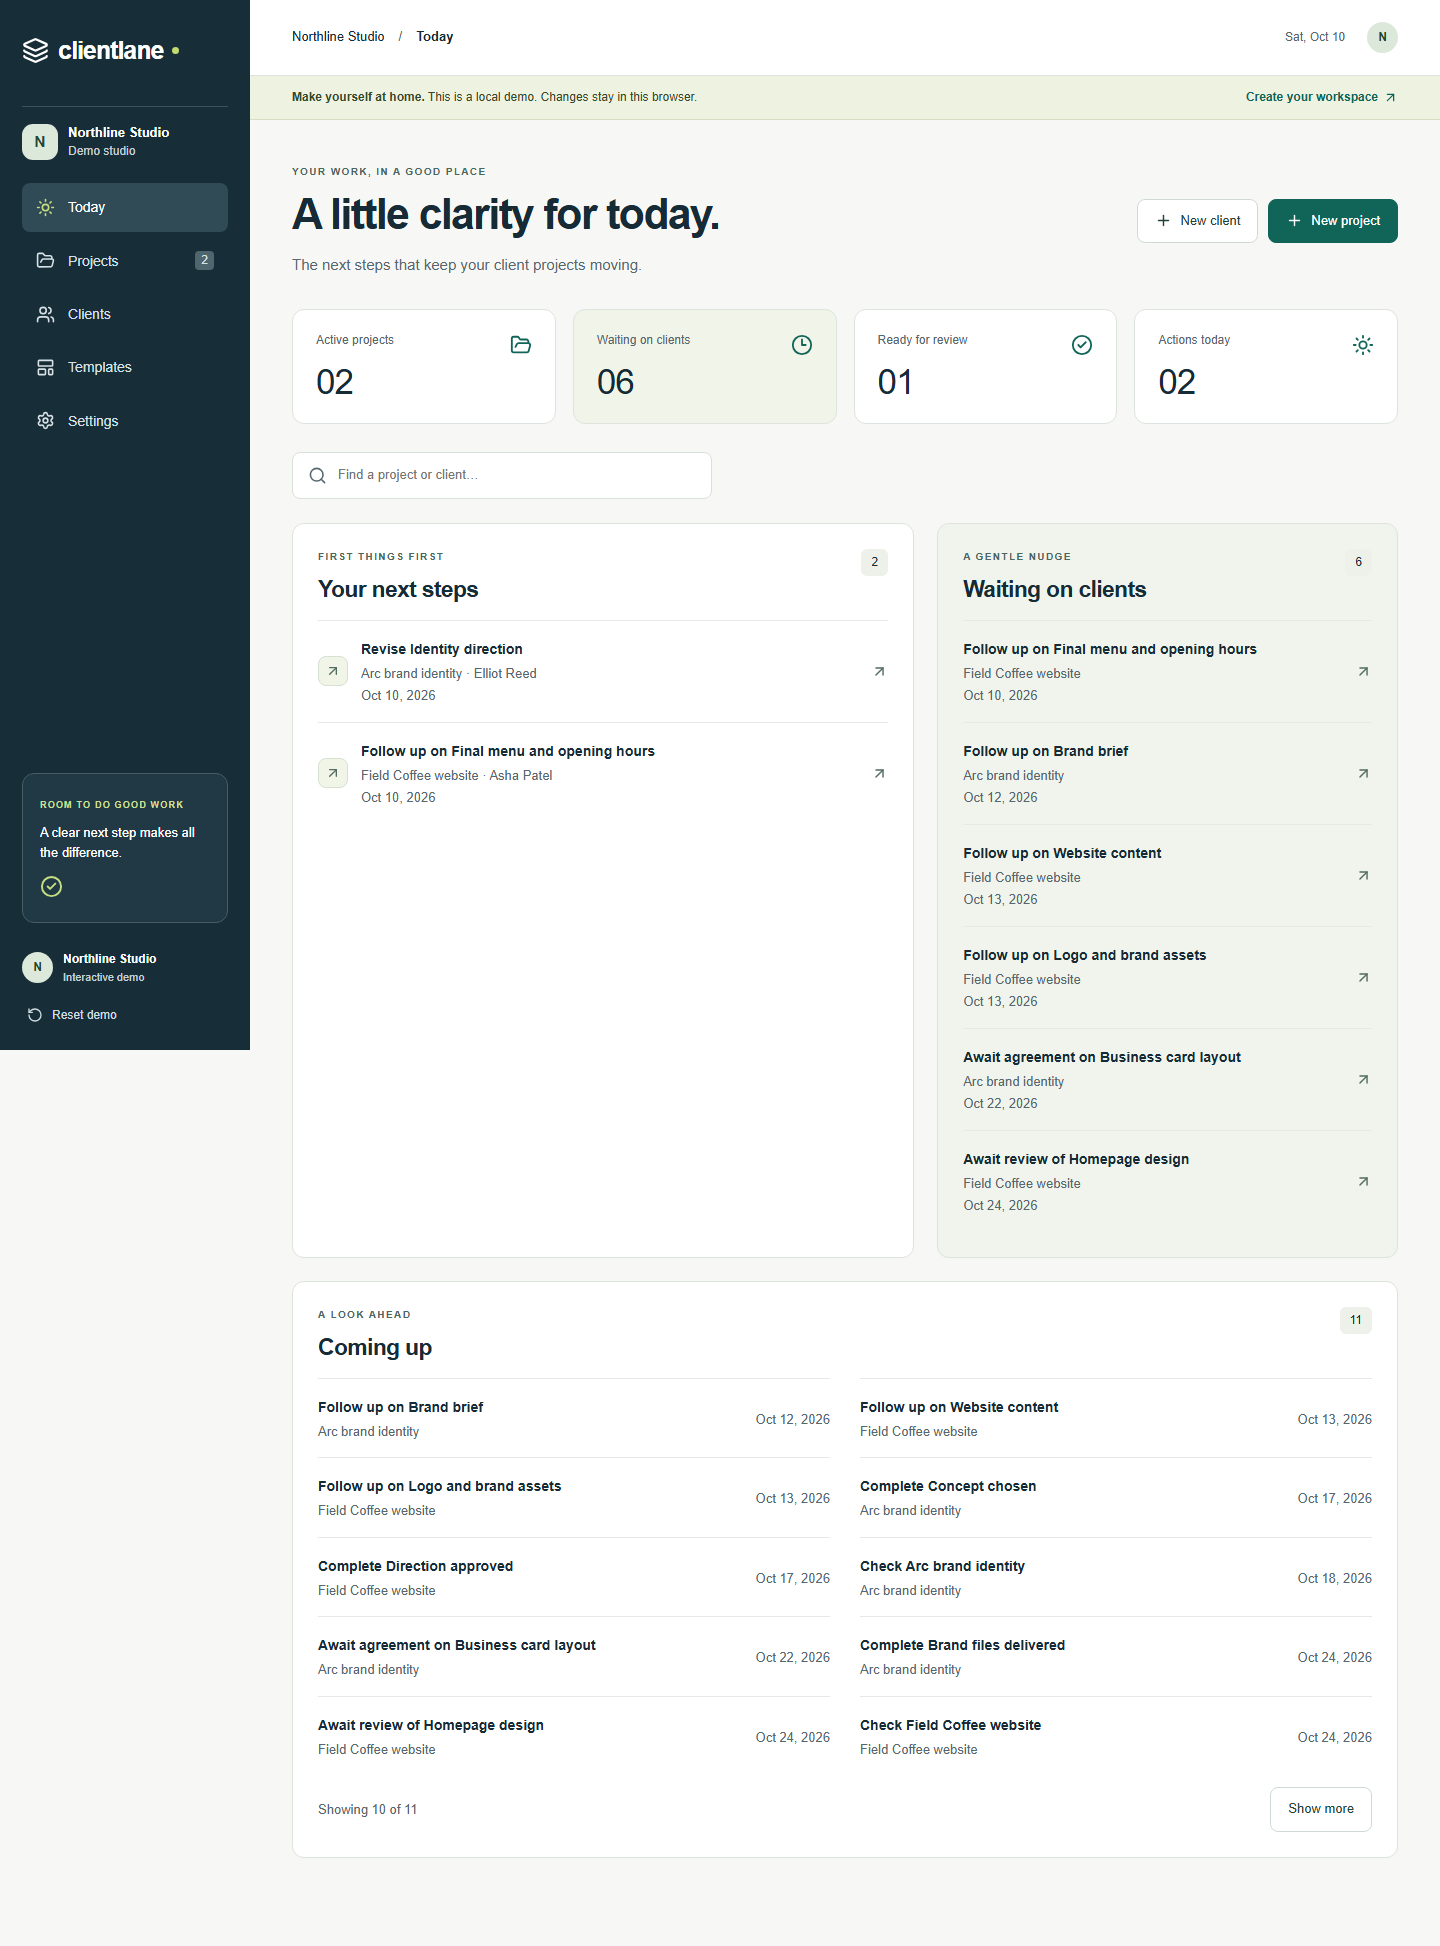 clientlane
Northline Studio / Today
Sat, Oct 10
N
Make yourself at home. This is a local demo. Changes stay in this browser.
Create your workspace
N
Northline Studio
Demo studio
Today
Projects
2
Clients
Templates
Settings
ROOM TO DO GOOD WORK
A clear next step makes all
the difference.
N
Northline Studio
Interactive demo
Reset demo
YOUR WORK, IN A GOOD PLACE
A little clarity for today.
The next steps that keep your client projects moving.
New client
New project
Active projects
02
Waiting on clients
06
Ready for review
01
Actions today
02
Find a project or client...
FIRST THINGS FIRST
2
Your next steps
Revise Identity direction
Arc brand identity · Elliot Reed
Oct 10, 2026
Follow up on Final menu and opening hours
Field Coffee website · Asha Patel
Oct 10, 2026
A GENTLE NUDGE
6
Waiting on clients
Follow up on Final menu and opening hours
Field Coffee website
Oct 10, 2026
Follow up on Brand brief
Arc brand identity
Oct 12, 2026
Follow up on Website content
Field Coffee website
Oct 13, 2026
Follow up on Logo and brand assets
Field Coffee website
Oct 13, 2026
Await agreement on Business card layout
Arc brand identity
Oct 22, 2026
Await review of Homepage design
Field Coffee website
Oct 24, 2026
A LOOK AHEAD
11
Coming up
Follow up on Brand brief
Arc brand identity
Oct 12, 2026
Follow up on Website content
Field Coffee website
Oct 13, 2026
Follow up on Logo and brand assets
Field Coffee website
Oct 13, 2026
Complete Concept chosen
Arc brand identity
Oct 17, 2026
Complete Direction approved
Field Coffee website
Oct 17, 2026
Check Arc brand identity
Arc brand identity
Oct 18, 2026
Await agreement on Business card layout
Arc brand identity
Oct 22, 2026
Complete Brand files delivered
Arc brand identity
Oct 24, 2026
Await review of Homepage design
Field Coffee website
Oct 24, 2026
Check Field Coffee website
Field Coffee website
Oct 24, 2026
Showing 10 of 11
Show more